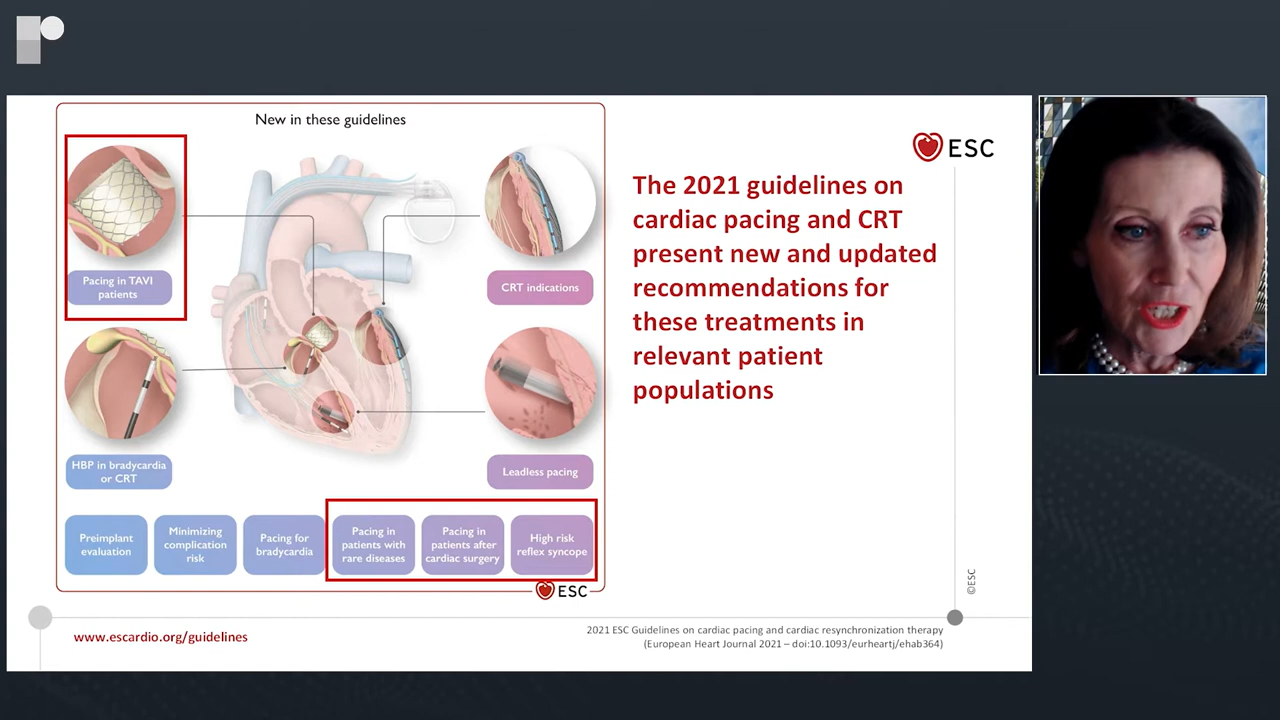 New in these guidelines
Pacing in TAVI
patients
CRT indications
HBP in bradycardia
or CRT
Leadless pacing
Preimplant
evaluation
Minimizing
complication
risk
Pacing for
bradycardia
Pacing in
patients with
rare diseases
Pacing in
patients after
cardiac surgery
High risk
reflex syncope
ESC
ESC
The 2021 guidelines on
cardiac pacing and CRT
present new and updated
recommendations for
these treatments in
relevant patient
populations
©ESC
www.escardio.org/guidelines
2021 ESC Guidelines on cardiac pacing and cardiac resynchronization therapy
(European Heart Journal 2021 – doi:10.1093/eurheartj/ehab364)